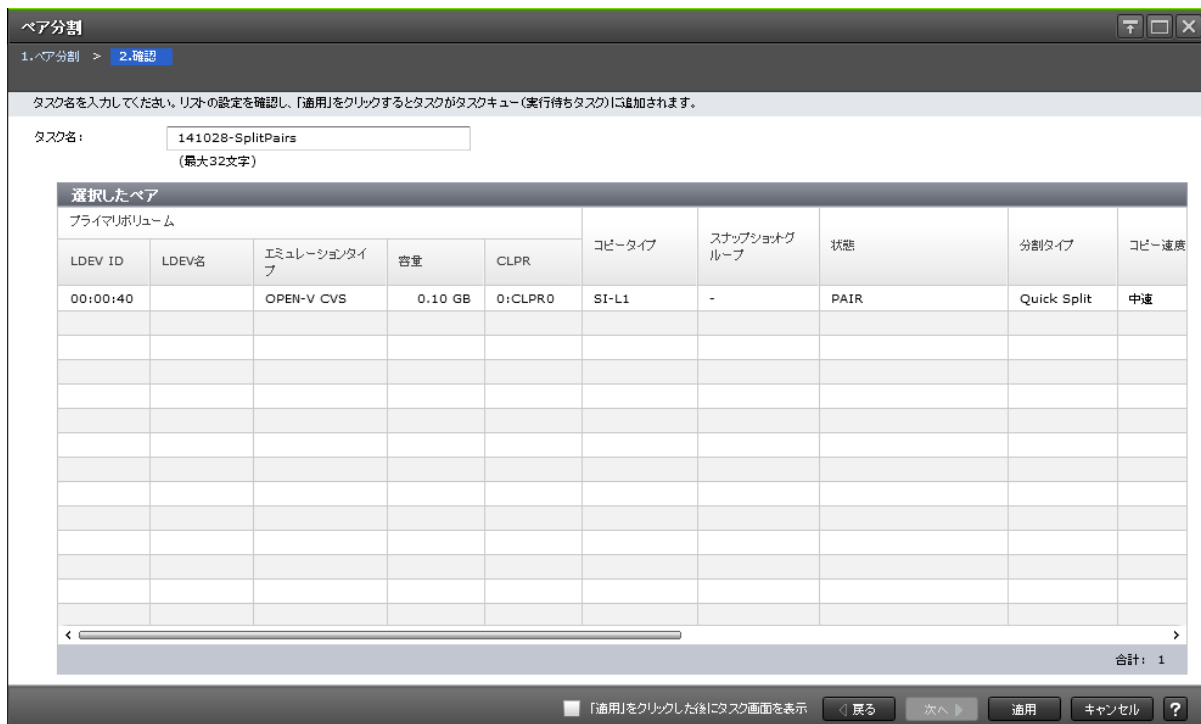 ペア分割
1.ペア分割 > 2.確認
タスク名を入力してください。リストの設定を確認し、「適用」をクリックするとタスクがタスクキュー(実行待ちタスク)に追加されます。
タスク名: 141028-SplitPairs
(最大32文字)
選択したペア
プライマリボリューム コピータイプ スナップショットグループ 状態 分割タイプ コピー速度
LDEV ID LDEV名 エミュレーションタイプ 容量 CLPR
00:00:40 OPEN-V CVS 0.10 GB 0:CLPR0 SI-L1 - PAIR Quick Split 中速
合計: 1
「適用」をクリックした後にタスク画面を表示 戻る 次へ 適用 キャンセル ?